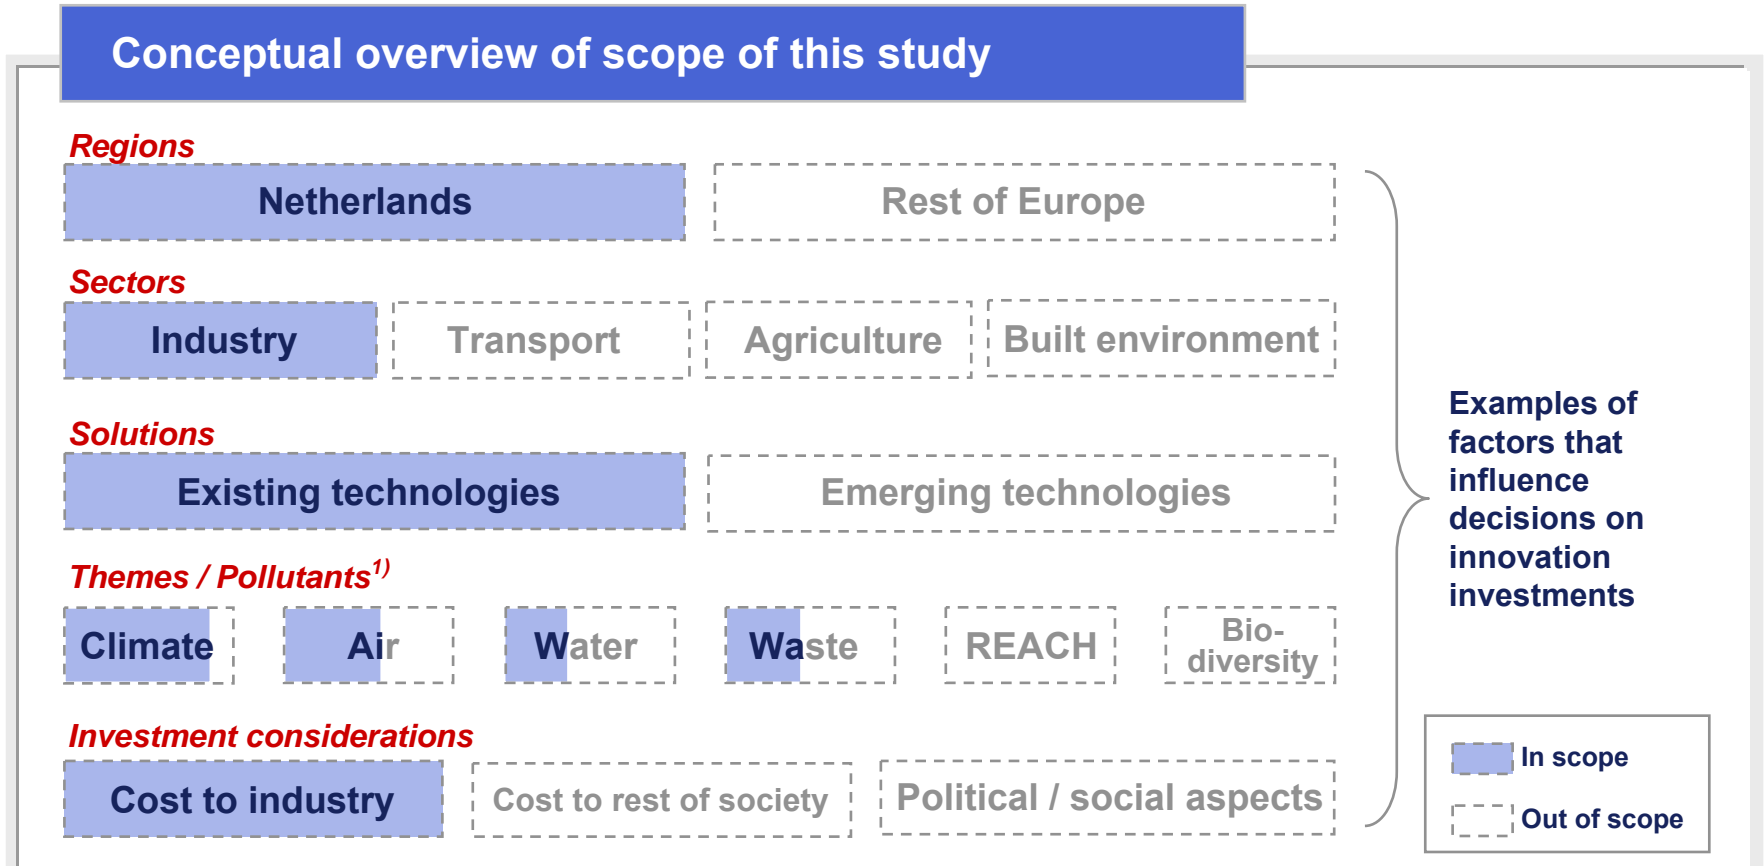 Conceptual overview of scope of this study
Regions
Netherlands
Rest of Europe
Sectors
Industry
Transport
Agriculture
Built environment
Solutions
Existing technologies
Emerging technologies
Themes / Pollutants1)
Climate
Air
Water
Waste
REACH
Bio-
diversity
Investment considerations
Cost to industry
Cost to rest of society
Political / social aspects
Examples of
factors that
influence
decisions on
innovation
investments
In scope
Out of scope